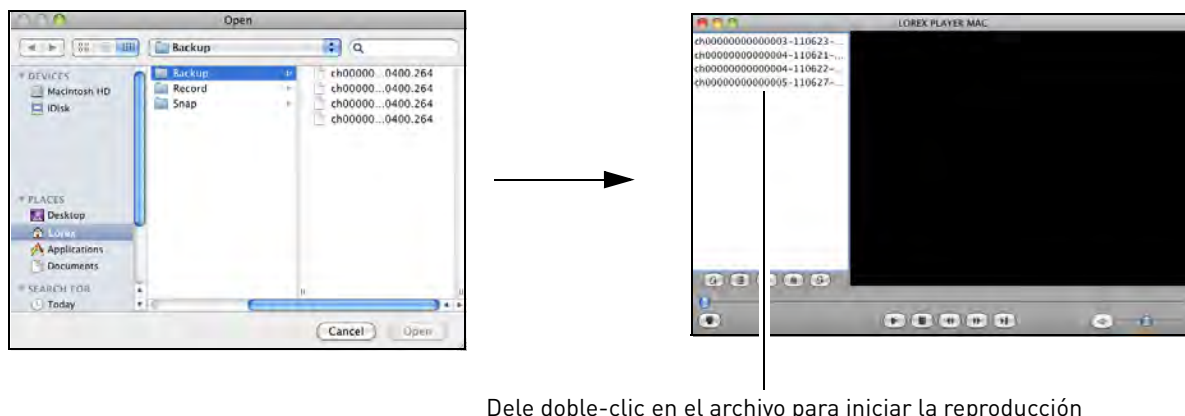 Open
Backup
DEVICES
Macintosh HD
iDisk
PLACES
Desktop
Lorex
Applications
Documents
SEARCH FOR
Today
Backup
Record
Snap
ch00000...0400.264
ch00000...0400.264
ch00000...0400.264
ch00000...0400.264
Cancel
Open
LOREX PLAYER MAC
ch00000000000003-110623-...
ch00000000000004-110621-...
ch00000000000004-110622-...
ch00000000000005-110627-...
Dele doble-clic en el archivo para iniciar la reproducción